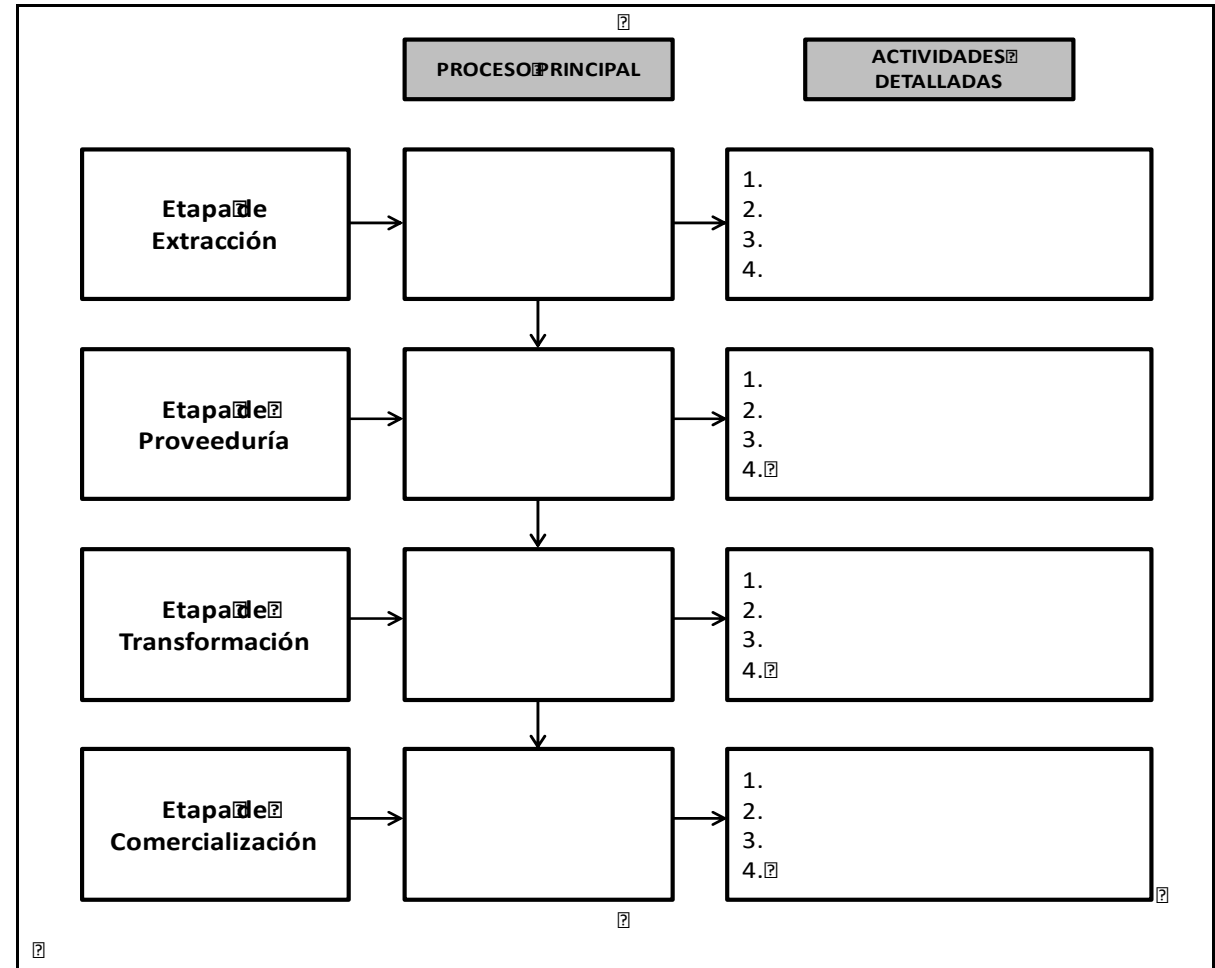 PROCESO PRINCIPAL
ACTIVIDADES
DETALLADAS
Etapa de
Extracción
1.
2.
3.
4.
Etapa de
Proveeduría
1.
2.
3.
4.
Etapa de
Transformación
1.
2.
3.
4.
Etapa de
Comercialización
1.
2.
3.
4.